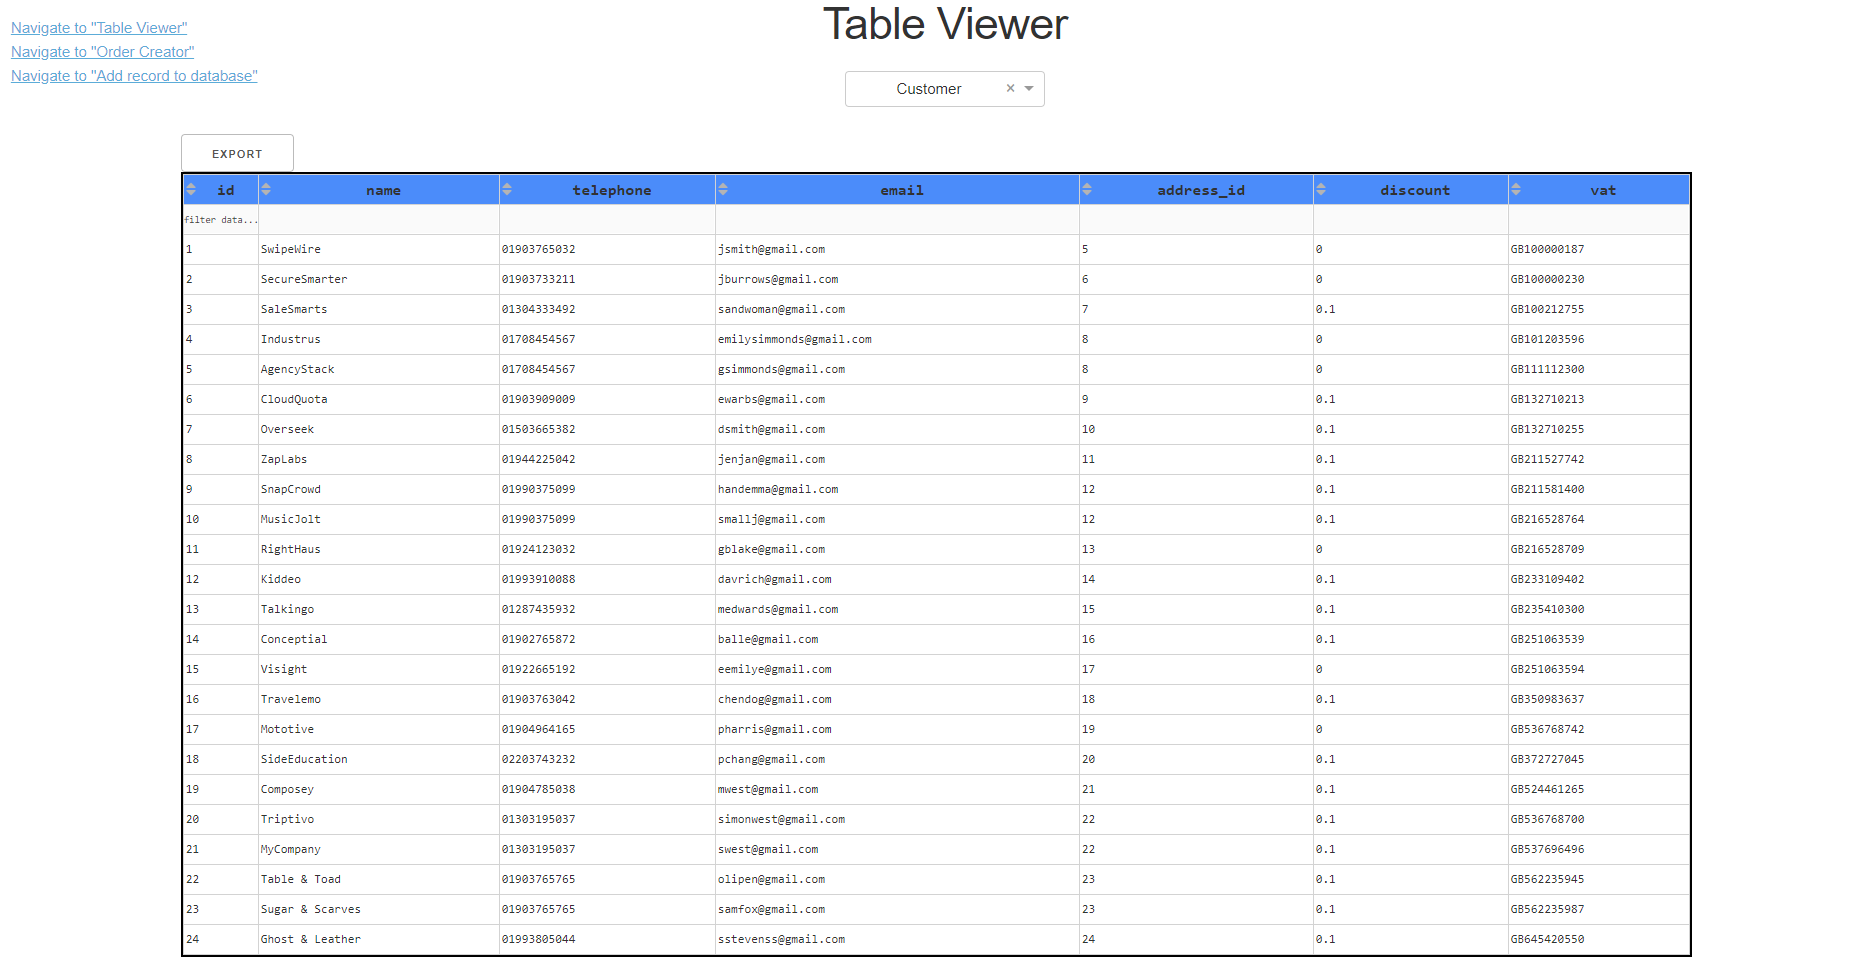 Navigate to "Table Viewer"
Navigate to "Order Creator"
Navigate to "Add record to database"
Table Viewer
Customer × 
EXPORT
id name telephone email address_id discount vat
filter data...
1 SwipeWire 01903765032 jsmith@gmail.com 5 0 GB100000187
2 SecureSmarter 01903733211 jburrows@gmail.com 6 0 GB100000230
3 SaleSmarts 01304333492 sandwoman@gmail.com 7 0.1 GB100212755
4 Industrus 01708454567 emilysimmonds@gmail.com 8 0 GB101203596
5 AgencyStack 01708454567 gsimmonds@gmail.com 8 0 GB111112300
6 CloudQuota 01903909009 ewarbs@gmail.com 9 0.1 GB132710213
7 Overseek 01503665382 dsmith@gmail.com 10 0.1 GB132710255
8 ZapLabs 01944225042 jenjan@gmail.com 11 0.1 GB211527742
9 SnapCrowd 01990375099 handemma@gmail.com 12 0.1 GB211581400
10 MusicJolt 01990375099 smallj@gmail.com 12 0.1 GB216528764
11 RightHaus 01924123032 gblake@gmail.com 13 0 GB216528709
12 Kiddeo 01993910088 davrich@gmail.com 14 0.1 GB233109402
13 Talkingo 01287435932 medwards@gmail.com 15 0.1 GB235410300
14 Conceptial 01902765872 balle@gmail.com 16 0.1 GB251063539
15 Visight 01922665192 eemilye@gmail.com 17 0 GB251063594
16 Travelemo 01903763042 chendog@gmail.com 18 0.1 GB350983637
17 Mototive 01904964165 pharris@gmail.com 19 0 GB536768742
18 SideEducation 02203743232 pchang@gmail.com 20 0.1 GB372727045
19 Composey 01904785038 mwest@gmail.com 21 0.1 GB524461265
20 Triptivo 01303195037 simonwest@gmail.com 22 0.1 GB536768700
21 MyCompany 01303195037 swest@gmail.com 22 0.1 GB537696496
22 Table & Toad 01903765765 olipen@gmail.com 23 0.1 GB562235945
23 Sugar & Scarves 01903765765 samfox@gmail.com 23 0.1 GB562235987
24 Ghost & Leather 01993805044 sstevenss@gmail.com 24 0.1 GB645420550